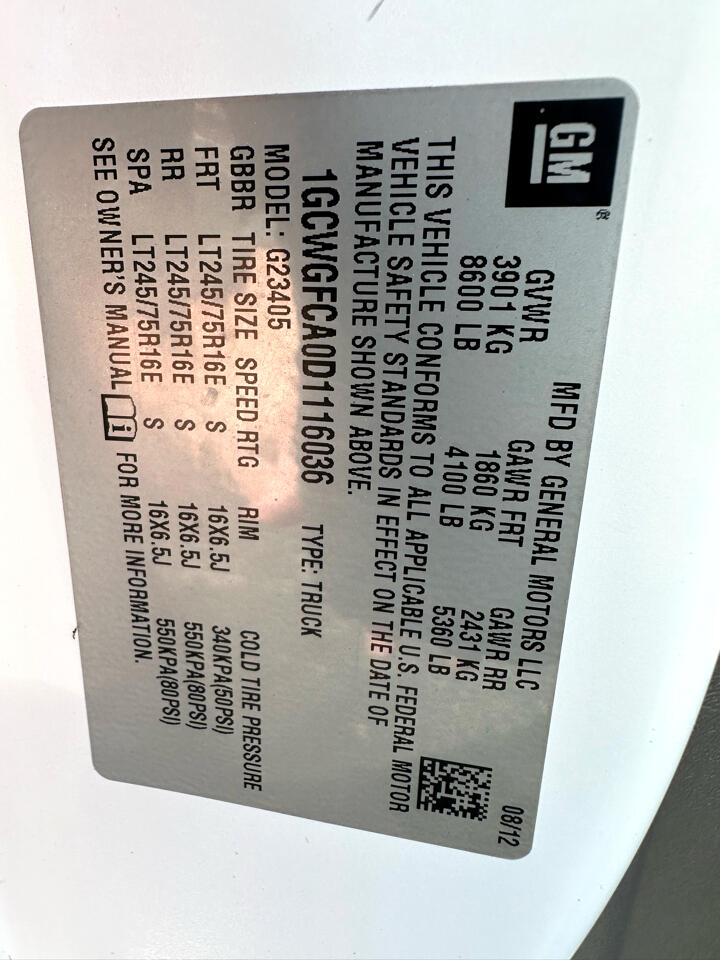 GM®
MFD BY GENERAL MOTORS LLC 08/12
GVWR GAWR FRT GAWR RR
3901 KG 1860 KG 2431 KG
8600 LB 4100 LB 5360 LB
THIS VEHICLE CONFORMS TO ALL APPLICABLE U.S. FEDERAL MOTOR
VEHICLE SAFETY STANDARDS IN EFFECT ON THE DATE OF
MANUFACTURE SHOWN ABOVE.
1GCWGFCA0D1116036 TYPE: TRUCK
MODEL: G23405
GBBR TIRE SIZE SPEED RTG RIM COLD TIRE PRESSURE
FRT LT245/75R16E S 16X6.5J 340KPA(50PSI)
RR LT245/75R16E S 16X6.5J 550KPA(80PSI)
SPA LT245/75R16E S 16X6.5J 550KPA(80PSI)
SEE OWNER'S MANUAL i FOR MORE INFORMATION.